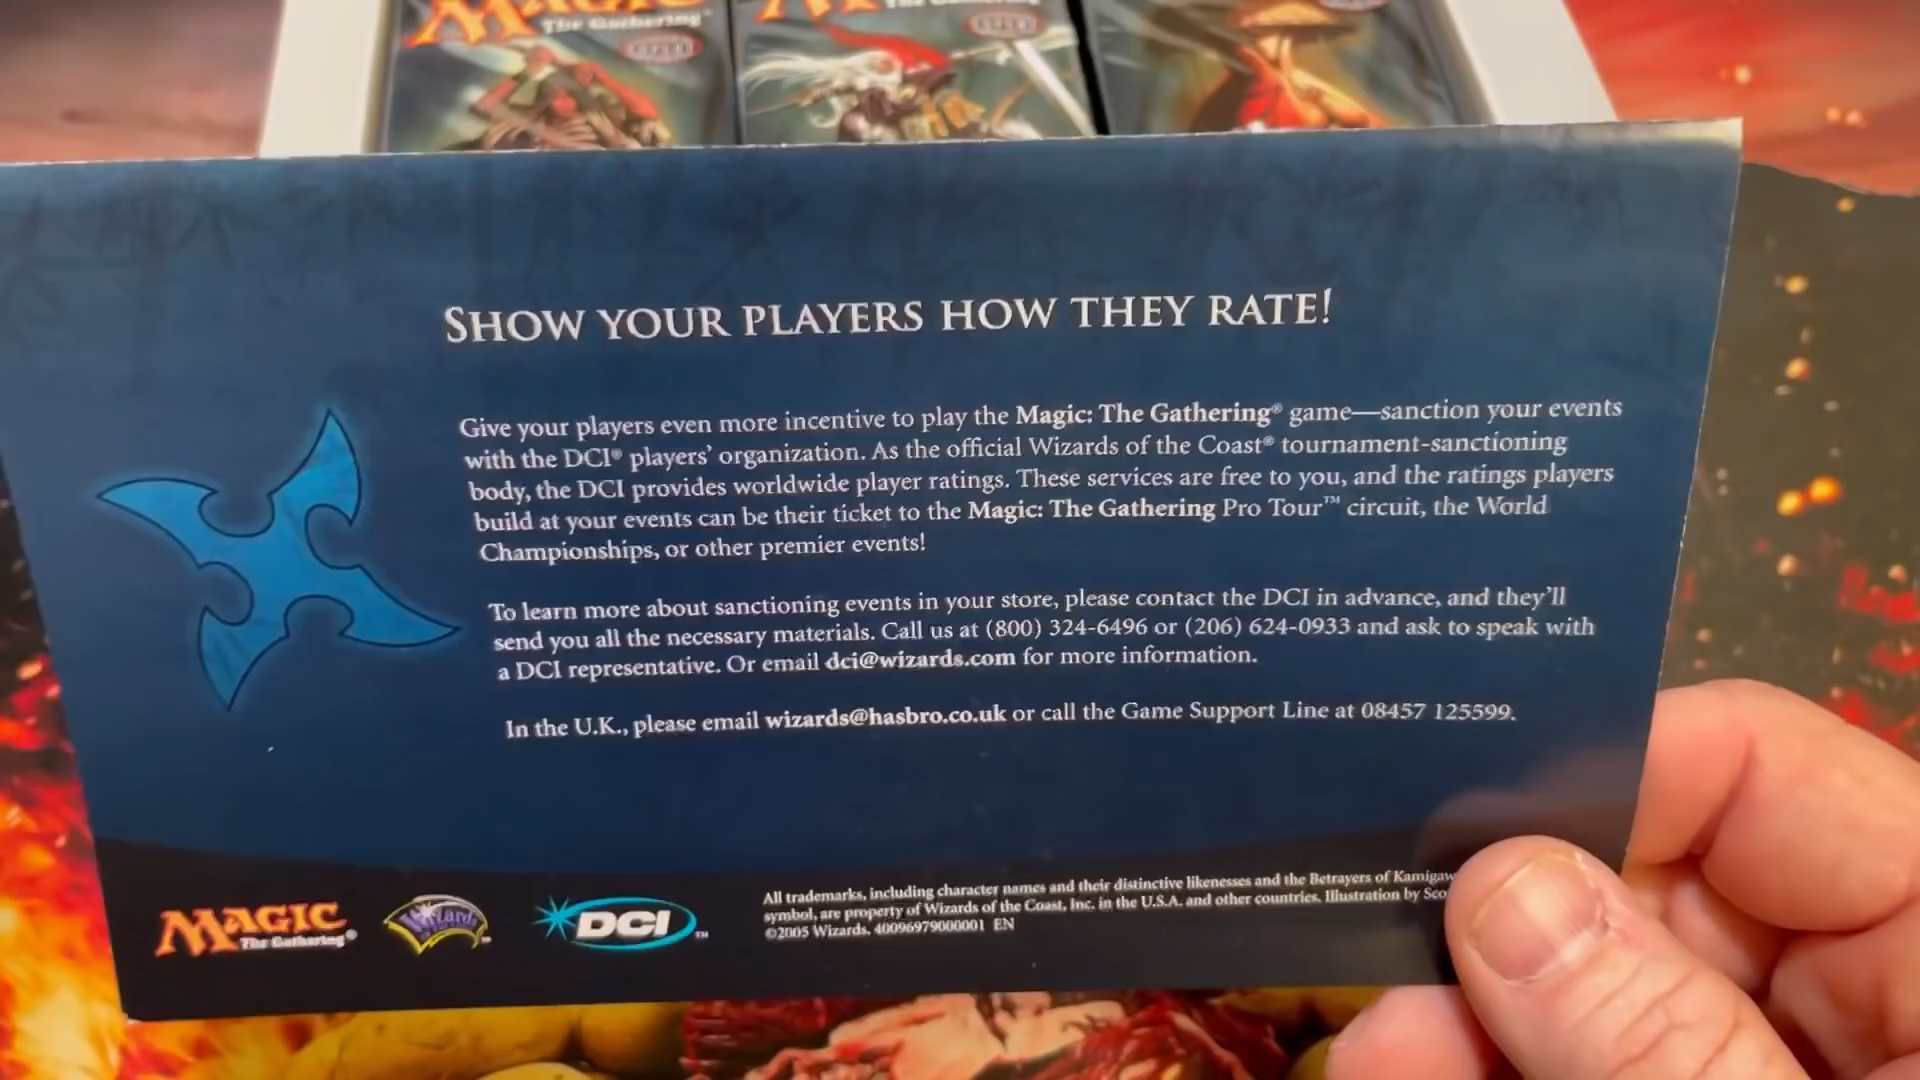 MAGIC
The Gathering
The Gathering
SHOW YOUR PLAYERS HOW THEY RATE!
Give your players even more incentive to play the Magic: The Gathering® game—sanction your events
with the DCI® players' organization. As the official Wizards of the Coast® tournament-sanctioning
body, the DCI provides worldwide player ratings. These services are free to you, and the ratings players
build at your events can be their ticket to the Magic: The Gathering Pro Tour™ circuit, the World
Championships, or other premier events!
To learn more about sanctioning events in your store, please contact the DCI in advance, and they'll
send you all the necessary materials. Call us at (800) 324-6496 or (206) 624-0933 and ask to speak with
a DCI representative. Or email dci@wizards.com for more information.
In the U.K., please email wizards@hasbro.co.uk or call the Game Support Line at 08457 125599.
MAGIC
The Gathering®
Wizards
DCI™
All trademarks, including character names and their distinctive likenesses and the Betrayers of
symbol, are property of Wizards of the Coast, Inc. in the U.S.A. and other countries. Illustration by
©2005 Wizards. 40096979000001 EN